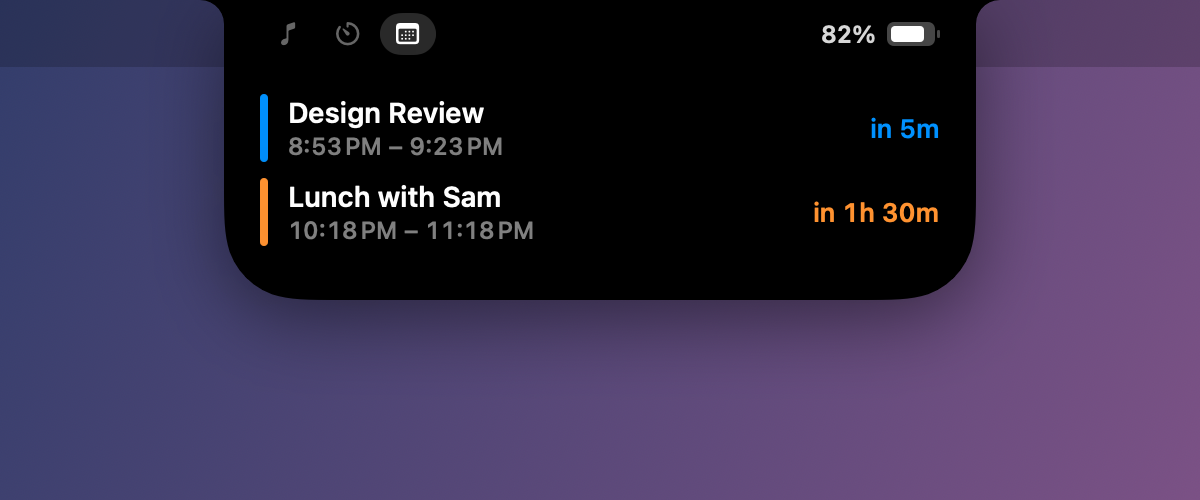 82%
Design Review
8:53 PM – 9:23 PM
in 5m
Lunch with Sam
10:18 PM – 11:18 PM
in 1h 30m